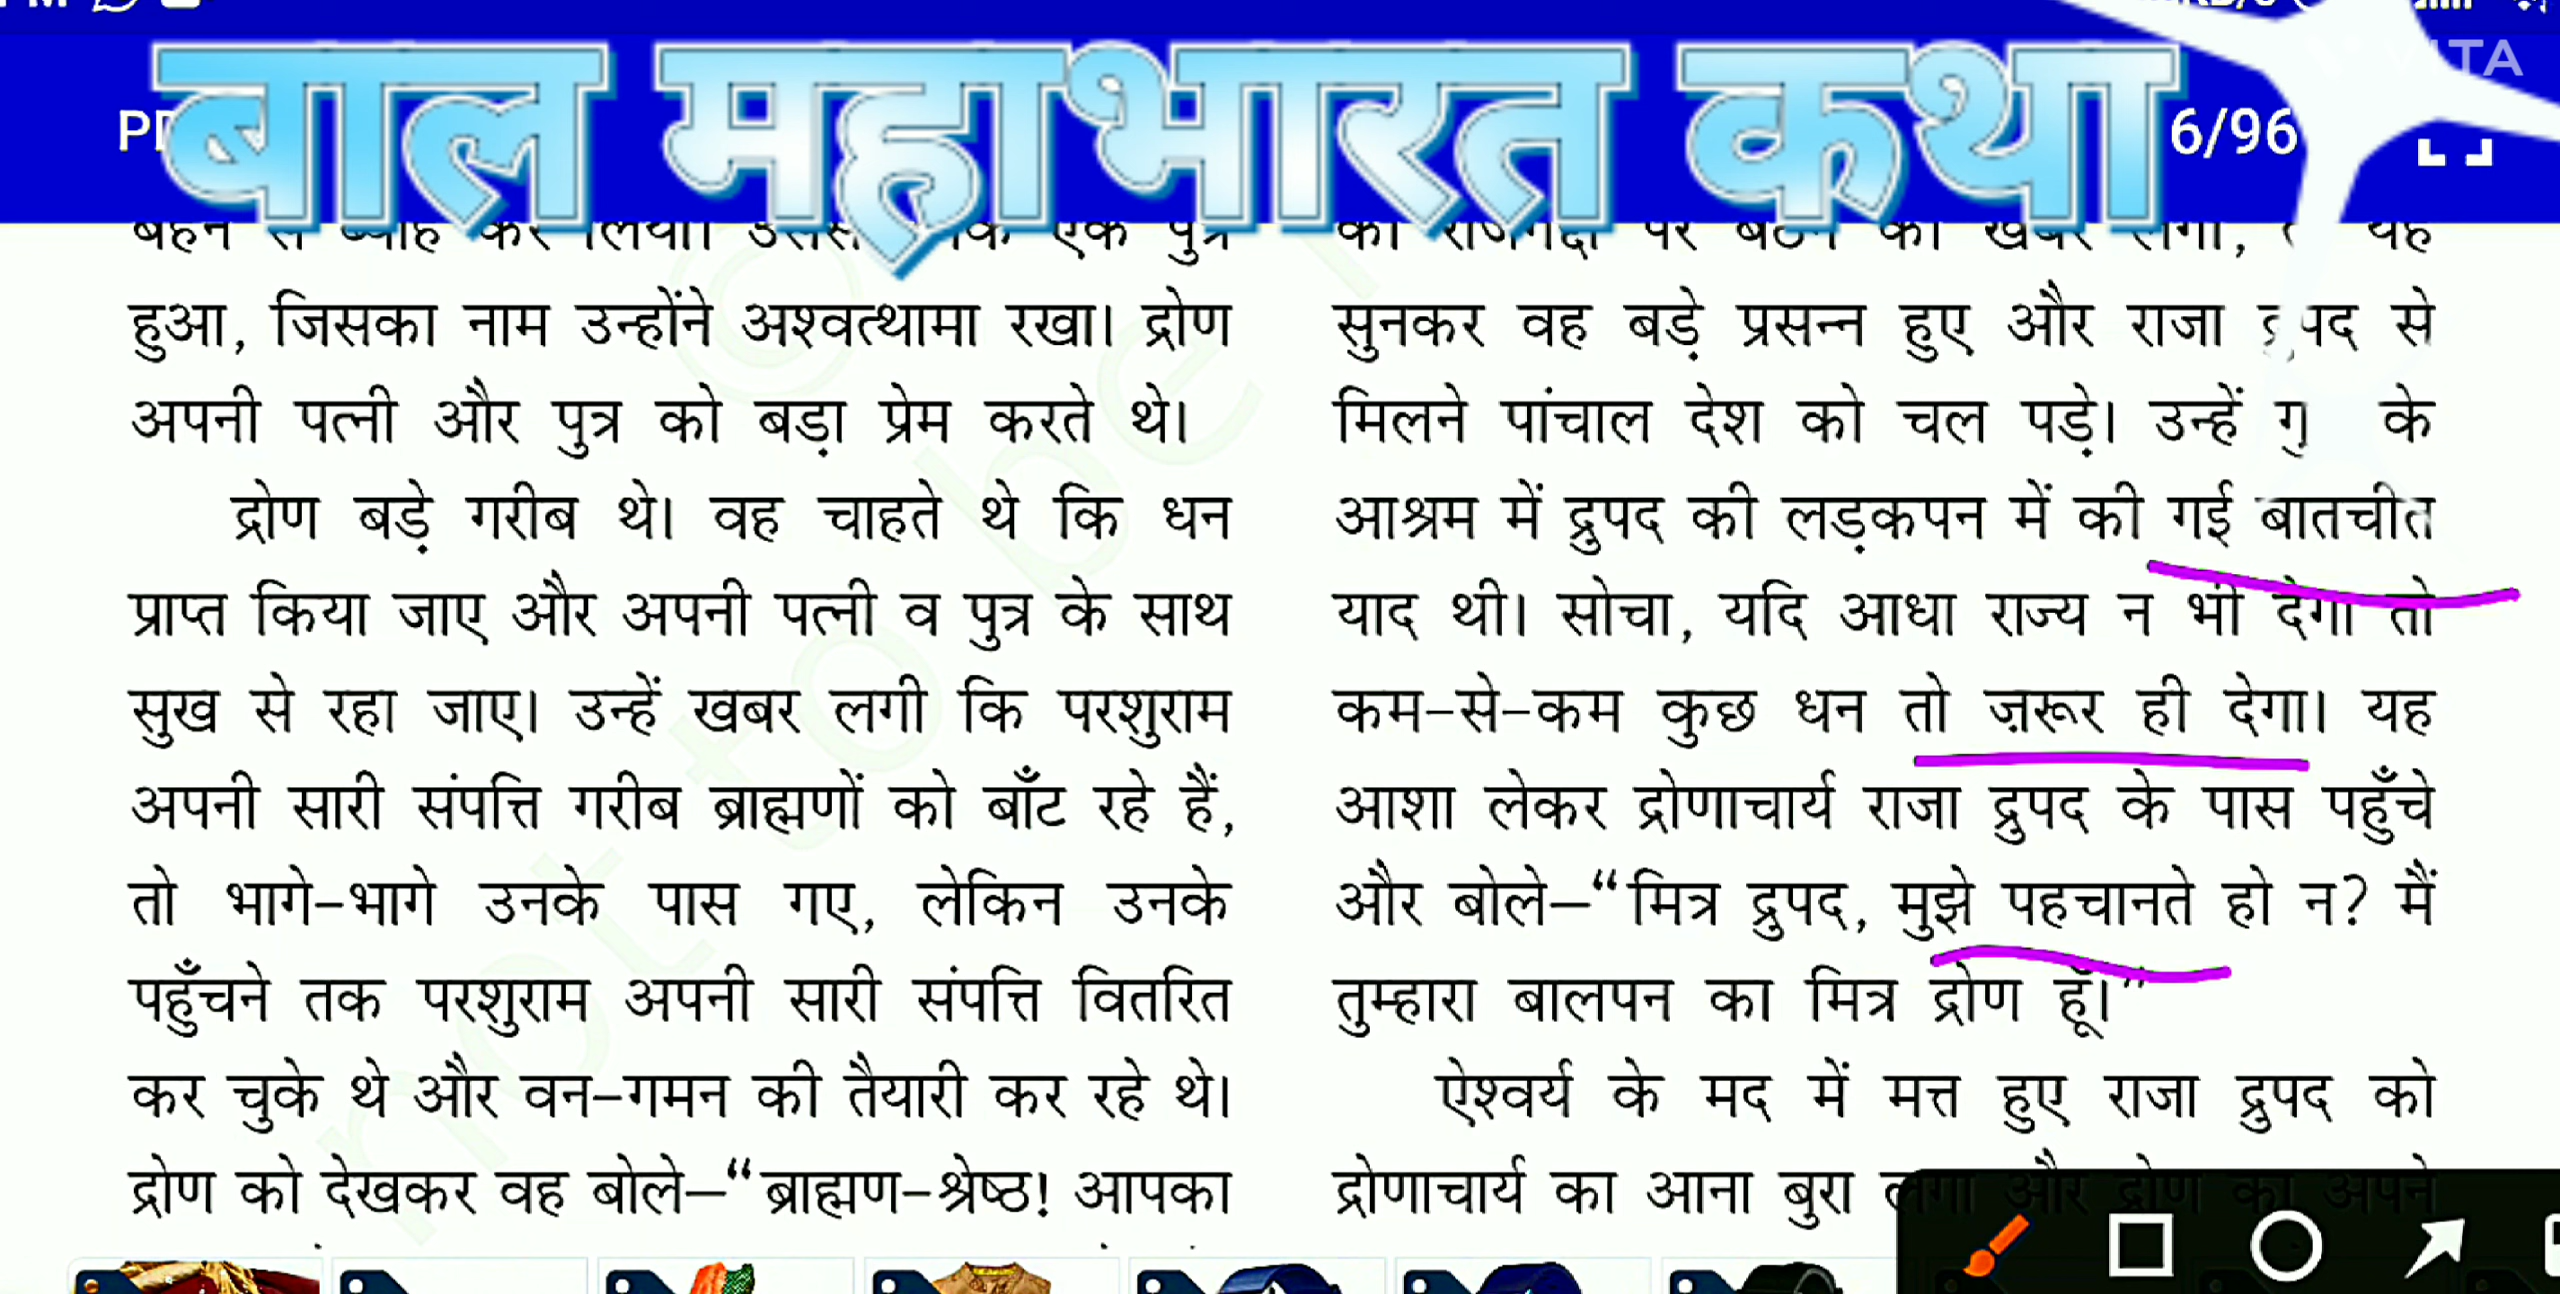 बाल महाभारत कथा
6/96
हुआ, जिसका नाम उन्होंने अश्वत्थामा रखा। द्रोण
अपनी पत्नी और पुत्र को बड़ा प्रेम करते थे।
द्रोण बड़े गरीब थे। वह चाहते थे कि धन
प्राप्त किया जाए और अपनी पत्नी व पुत्र के साथ
सुख से रहा जाए। उन्हें खबर लगी कि परशुराम
अपनी सारी संपत्ति गरीब ब्राह्मणों को बाँट रहे हैं,
तो भागे-भागे उनके पास गए, लेकिन उनके
पहुँचने तक परशुराम अपनी सारी संपत्ति वितरित
कर चुके थे और वन-गमन की तैयारी कर रहे थे।
द्रोण को देखकर वह बोले—“ब्राह्मण-श्रेष्ठ! आपका
सुनकर वह बड़े प्रसन्न हुए और राजा द्रुपद से
मिलने पांचाल देश को चल पड़े। उन्हें के
आश्रम में द्रुपद की लड़कपन में की गई बातचीत
याद थी। सोचा, यदि आधा राज्य न भी देगा तो
कम-से-कम कुछ धन तो ज़रूर ही देगा। यह
आशा लेकर द्रोणाचार्य राजा द्रुपद के पास पहुँचे
और बोले—“मित्र द्रुपद, मुझे पहचानते हो न? मैं
तुम्हारा बालपन का मित्र द्रोण हूँ।”
ऐश्वर्य के मद में मत्त हुए राजा द्रुपद को
द्रोणाचार्य का आना बुरा लगा और द्रोण का अपने